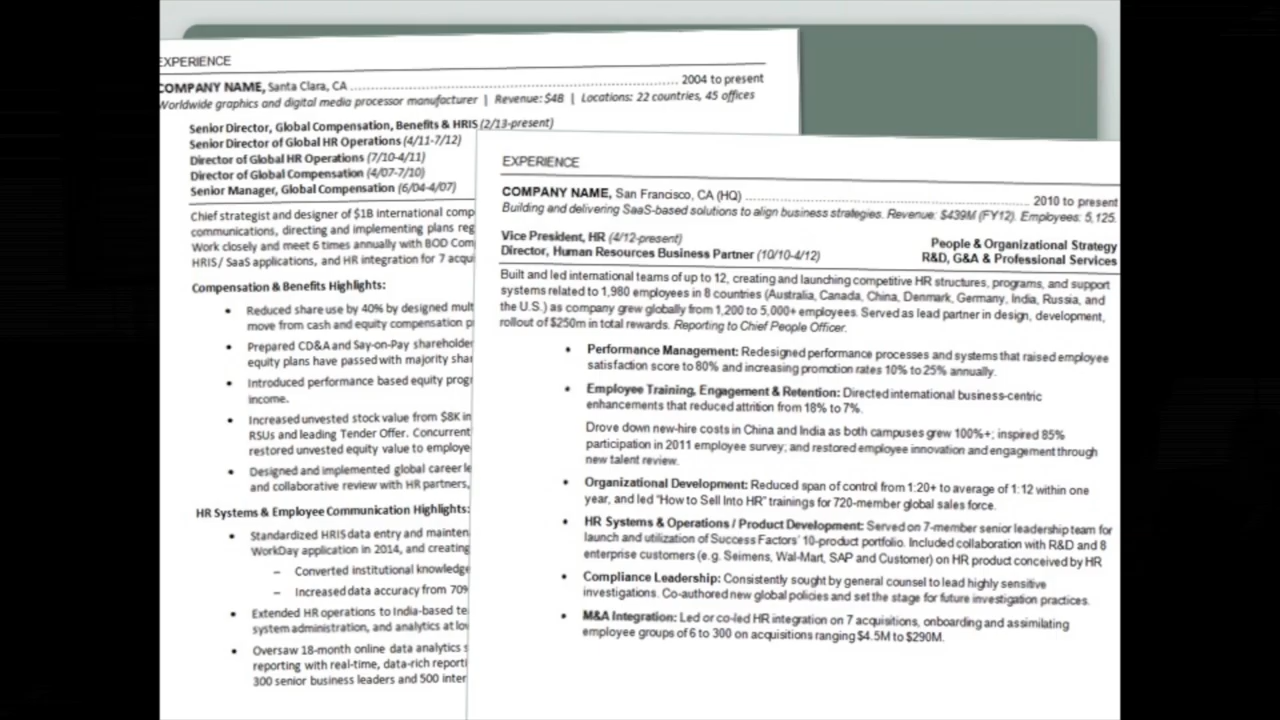 EXPERIENCE
COMPANY NAME, Santa Clara, CA ........ 2004 to present
Worldwide graphics and digital media processor manufacturer | Revenue: $4B | Locations: 22 countries, 45 offices
Senior Director, Global Compensation, Benefits & HRIS (2/13-present)
Senior Director of Global HR Operations (4/11-7/12)
Director of Global HR Operations (7/10-4/11)
Director of Global Compensation (4/07-7/10)
Senior Manager, Global Compensation (6/04-4/07)
Chief strategist and designer of $1B international comp
communications, directing and implementing plans reg
Work closely and meet 6 times annually with BOD Com
HRIS/ SaaS applications, and HR integration for 7 acqu
Compensation & Benefits Highlights:
• Reduced share use by 40% by designed mult
move from cash and equity compensation p
• Prepared CD&A and Say-on-Pay shareholde
equity plans have passed with majority sha
• Introduced performance based equity prog
income.
• Increased unvested stock value from $8K in
RSUs and leading Tender Offer. Concurrent
restored unvested equity value to employe
• Designed and implemented global career le
and collaborative review with HR partners,
HR Systems & Employee Communication Highlights:
• Standardized HRIS data entry and mainten
WorkDay application in 2014, and creating
– Converted institutional knowledge
– Increased data accuracy from 70%
• Extended HR operations to India-based te
system administration, and analytics at lo
• Oversaw 18-month online data analytics s
reporting with real-time, data-rich reporti
300 senior business leaders and 500 inter
EXPERIENCE
COMPANY NAME, San Francisco, CA (HQ) ........ 2010 to present
Building and delivering SaaS-based solutions to align business strategies. Revenue: $439M (FY12). Employees: 5,125.
Vice President, HR (4/12-present) People & Organizational Strategy
Director, Human Resources Business Partner (10/10-4/12) R&D, G&A & Professional Services
Built and led international teams of up to 12, creating and launching competitive HR structures, programs, and support
systems related to 1,980 employees in 8 countries (Australia, Canada, China, Denmark, Germany, India, Russia, and
the U.S.) as company grew globally from 1,200 to 5,000+ employees. Served as lead partner in design, development,
rollout of $250m in total rewards. Reporting to Chief People Officer.
• Performance Management: Redesigned performance processes and systems that raised employee
satisfaction score to 80% and increasing promotion rates 10% to 25% annually.
• Employee Training, Engagement & Retention: Directed international business-centric
enhancements that reduced attrition from 18% to 7%.
Drove down new-hire costs in China and India as both campuses grew 100%+; inspired 85%
participation in 2011 employee survey; and restored employee innovation and engagement through
new talent review.
• Organizational Development: Reduced span of control from 1:20+ to average of 1:12 within one
year, and led "How to Sell Into HR" trainings for 720-member global sales force.
• HR Systems & Operations / Product Development: Served on 7-member senior leadership team for
launch and utilization of Success Factors' 10-product portfolio. Included collaboration with R&D and 8
enterprise customers (e.g. Seimens, Wal-Mart, SAP and Customer) on HR product conceived by HR
• Compliance Leadership: Consistently sought by general counsel to lead highly sensitive
investigations. Co-authored new global policies and set the stage for future investigation practices.
• M&A Integration: Led or co-led HR integration on 7 acquisitions, onboarding and assimilating
employee groups of 6 to 300 on acquisitions ranging $4.5M to $290M.